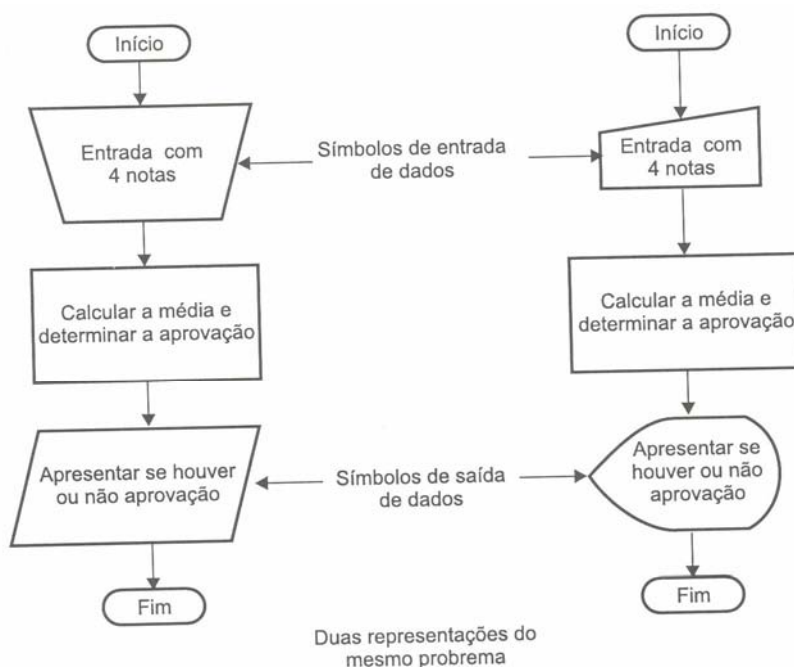 Início
Entrada com
4 notas
Calcular a média e
determinar a aprovação
Apresentar se houver
ou não aprovação
Fim
Símbolos de entrada
de dados
Símbolos de saída
de dados
Início
Entrada com
4 notas
Calcular a média e
determinar a aprovação
Apresentar se
houver ou não
aprovação
Fim
Duas representações do
mesmo probrema